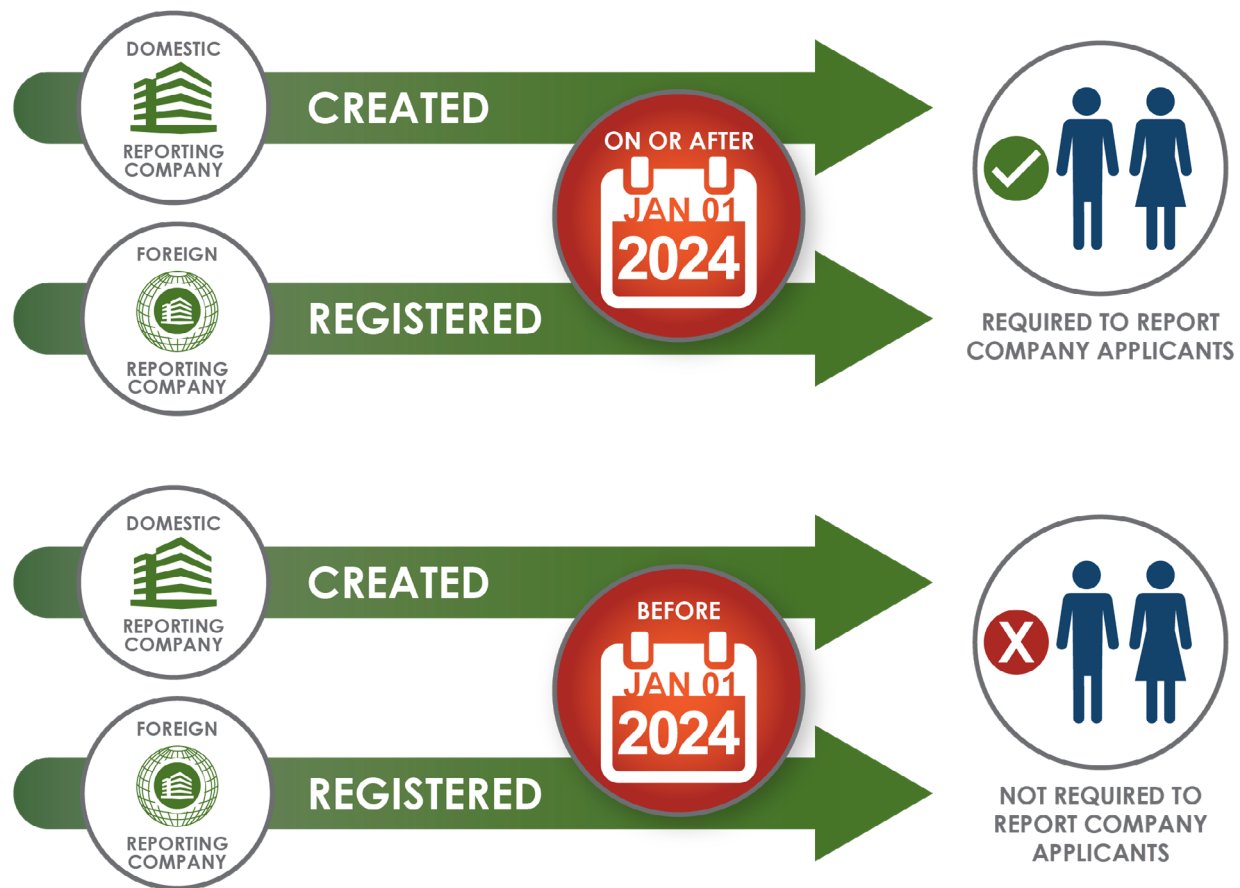 DOMESTIC
REPORTING
COMPANY
CREATED
FOREIGN
REPORTING
COMPANY
REGISTERED
ON OR AFTER
JAN 01
2024
REQUIRED TO REPORT
COMPANY APPLICANTS
DOMESTIC
REPORTING
COMPANY
CREATED
FOREIGN
REPORTING
COMPANY
REGISTERED
BEFORE
JAN 01
2024
X
NOT REQUIRED TO
REPORT COMPANY
APPLICANTS